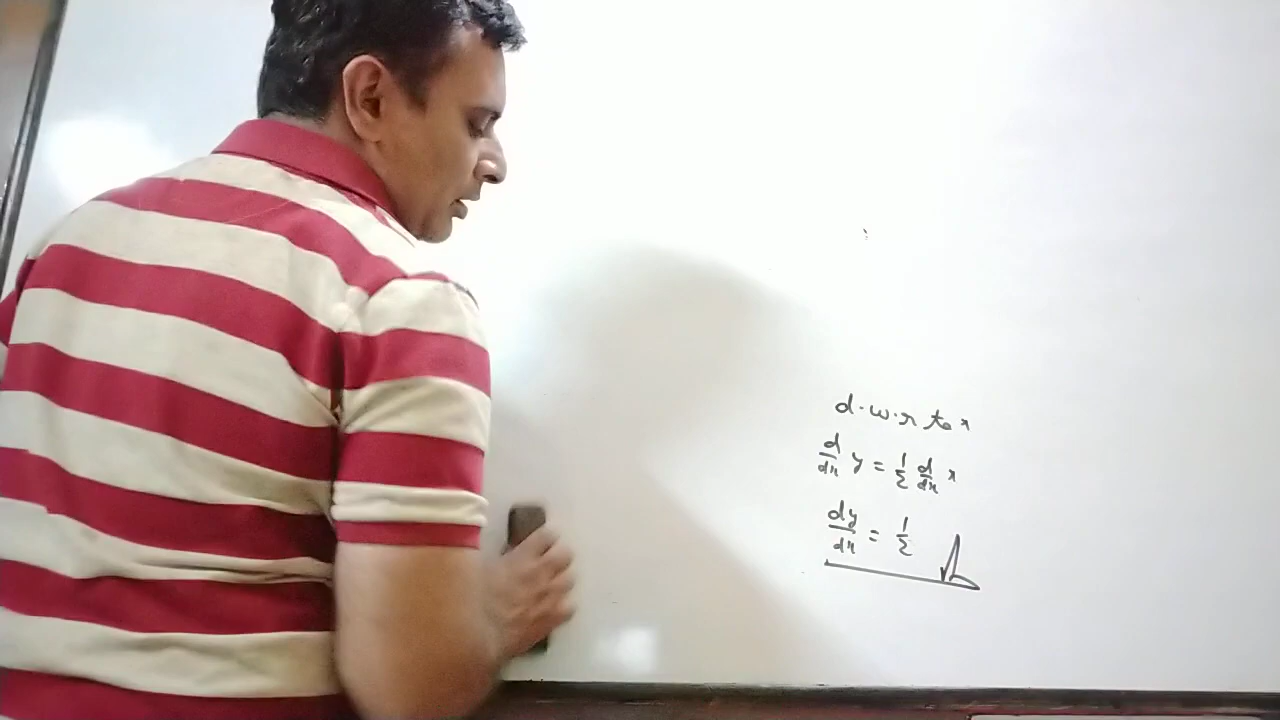 d.w.r to x
d/dx y = 1/2 d/dx x
dy/dx = 1/2